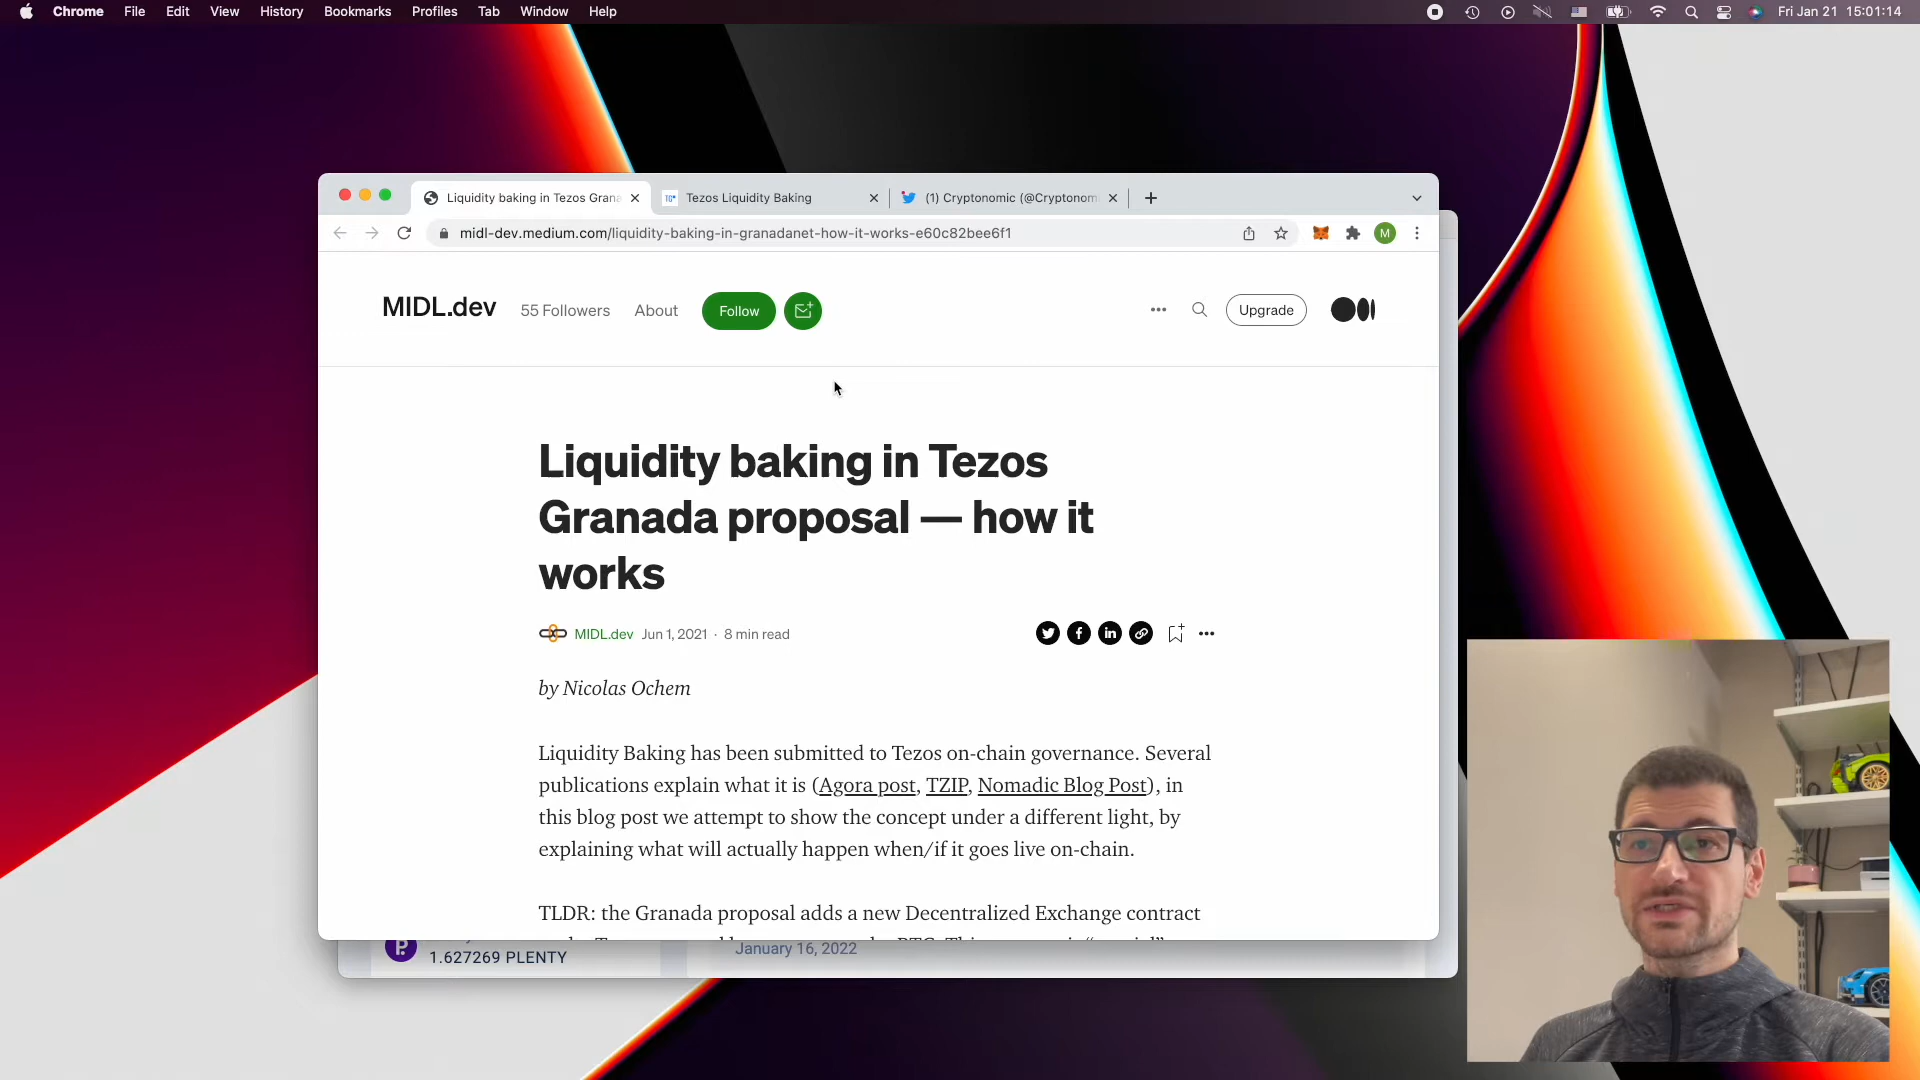 Chrome File Edit View History Bookmarks Profiles Tab Window Help
Fri Jan 21 15:01:14
Liquidity baking in Tezos Grana
Tezos Liquidity Baking
(1) Cryptonomic (@Cryptonom
midl-dev.medium.com/liquidity-baking-in-granadanet-how-it-works-e60c82bee6f1
M
MIDL.dev
55 Followers
About
Follow
Upgrade
Liquidity baking in Tezos
Granada proposal — how it
works
MIDL.dev Jun 1, 2021 · 8 min read
by Nicolas Ochem
Liquidity Baking has been submitted to Tezos on-chain governance. Several
publications explain what it is (Agora post, TZIP, Nomadic Blog Post), in
this blog post we attempt to show the concept under a different light, by
explaining what will actually happen when/if it goes live on-chain.
TLDR: the Granada proposal adds a new Decentralized Exchange contract
1.627269 PLENTY
January 16, 2022